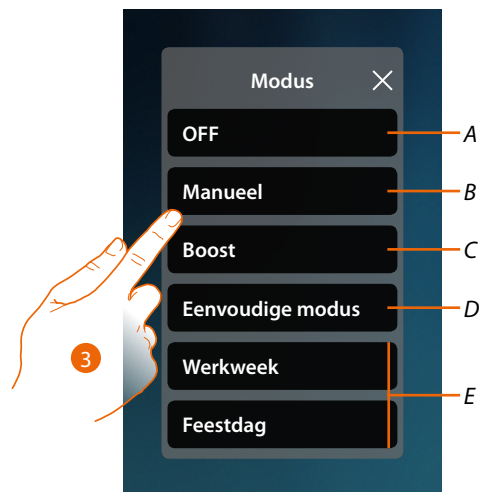 Modus
OFF
A
Manueel
B
Boost
C
Eenvoudige modus
D
Werkweek
E
Feestdag
3